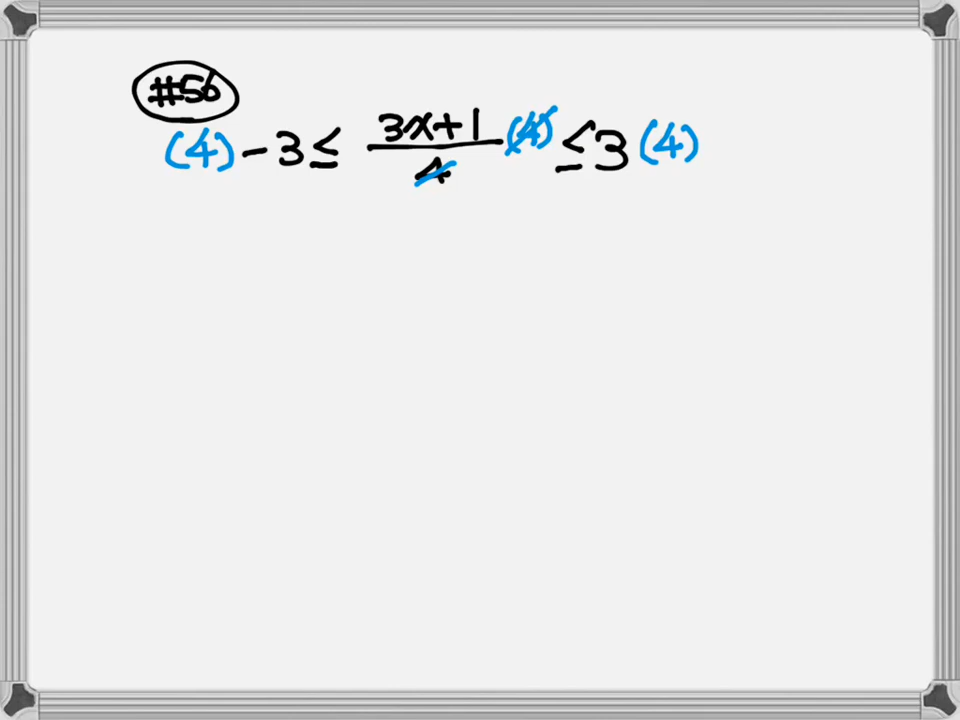 #56
(4) -3 ≤ 3x+1 (4) ≤ 3 (4)
4